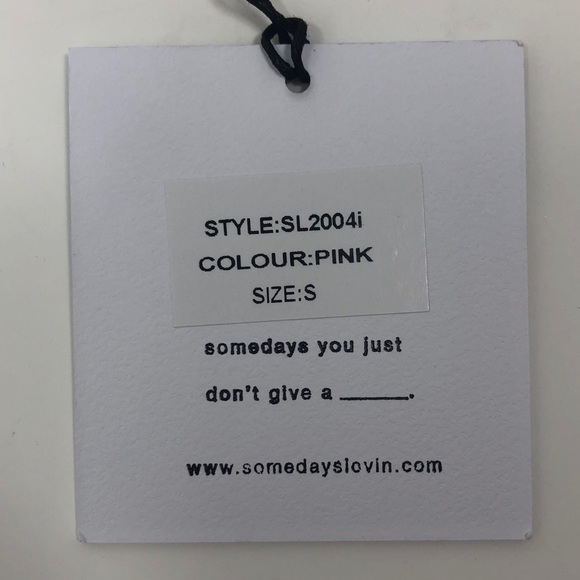 STYLE:SL2004i
COLOUR:PINK
SIZE:S
somedays you just
don't give a ______.
www.somedayslovin.com